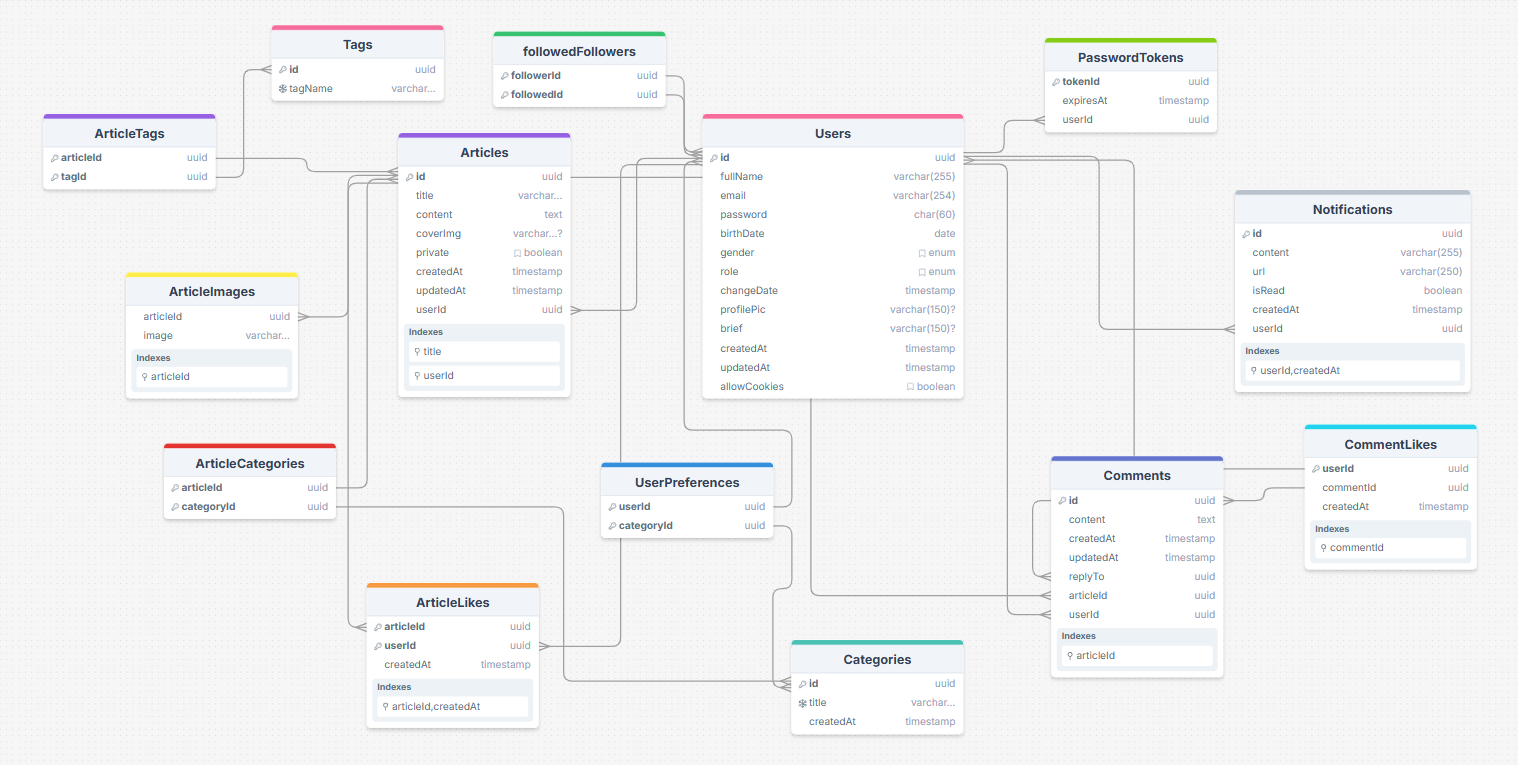 Tags
id uuid
tagName varchar...
followedFollowers
followerId uuid
followedId uuid
PasswordTokens
tokenId uuid
expiresAt timestamp
userId uuid
ArticleTags
articleId uuid
tagId uuid
Articles
id uuid
title varchar...
content text
coverImg varchar...?
private boolean
createdAt timestamp
updatedAt timestamp
userId uuid
Indexes
title
userId
Users
id uuid
fullName varchar(255)
email varchar(254)
password char(60)
birthDate date
gender enum
role enum
changeDate timestamp
profilePic varchar(150)?
brief varchar(150)?
createdAt timestamp
updatedAt timestamp
allowCookies boolean
Notifications
id uuid
content varchar(255)
url varchar(250)
isRead boolean
createdAt timestamp
userId uuid
Indexes
userId,createdAt
ArticleImages
articleId uuid
image varchar...
Indexes
articleId
ArticleCategories
articleId uuid
categoryId uuid
UserPreferences
userId uuid
categoryId uuid
Comments
id uuid
content text
createdAt timestamp
updatedAt timestamp
replyTo uuid
articleId uuid
userId uuid
Indexes
articleId
CommentLikes
userId uuid
commentId uuid
createdAt timestamp
Indexes
commentId
ArticleLikes
articleId uuid
userId uuid
createdAt timestamp
Indexes
articleId,createdAt
Categories
id uuid
title varchar...
createdAt timestamp